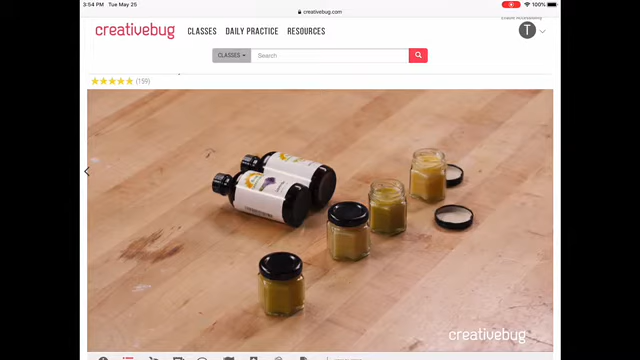 3:54 PM Tue May 25
100%
creativebug.com
creativebug CLASSES DAILY PRACTICE RESOURCES
T
CLASSES Search
(159)
creativebug